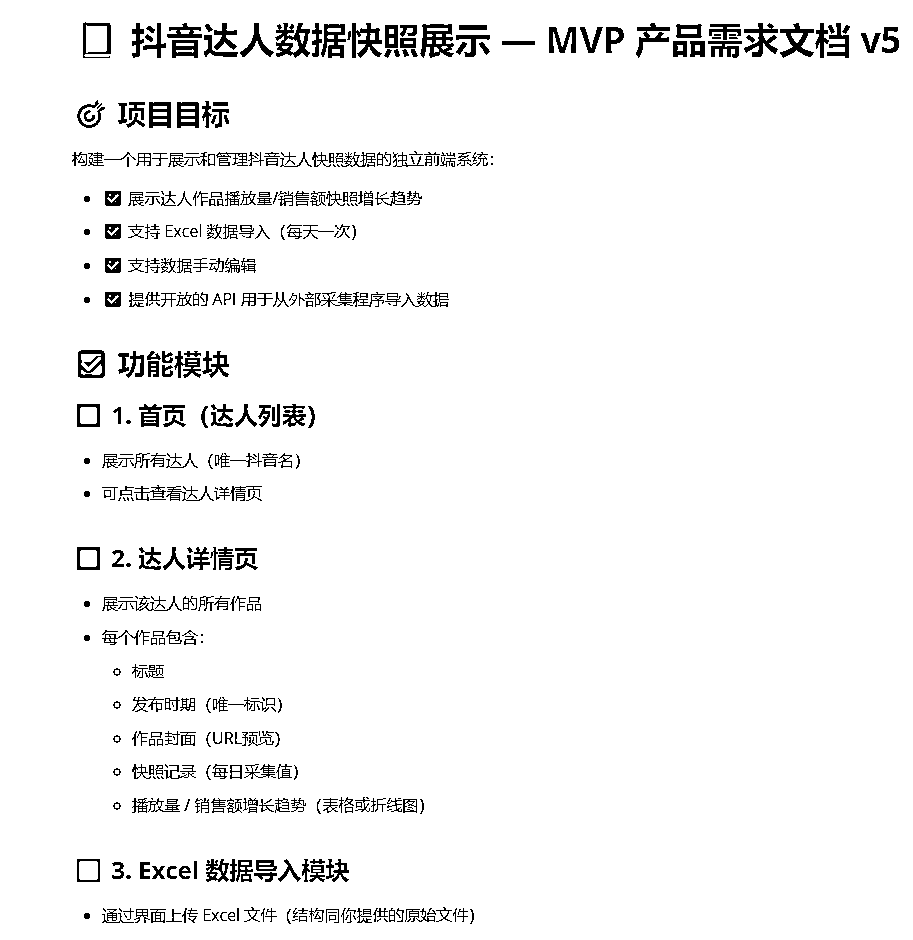 抖音达人数据快照展示 — MVP 产品需求文档 v5
项目目标
构建一个用于展示和管理抖音达人快照数据的独立前端系统：
展示达人作品播放量/销售额快照增长趋势
支持 Excel 数据导入（每天一次）
支持数据手动编辑
提供开放的 API 用于从外部采集程序导入数据
功能模块
1. 首页（达人列表）
展示所有达人（唯一抖音名）
可点击查看达人详情页
2. 达人详情页
展示该达人的所有作品
每个作品包含：
标题
发布时期（唯一标识）
作品封面（URL预览）
快照记录（每日采集值）
播放量 / 销售额增长趋势（表格或折线图）
3. Excel 数据导入模块
通过界面上传 Excel 文件（结构同你提供的原始文件）